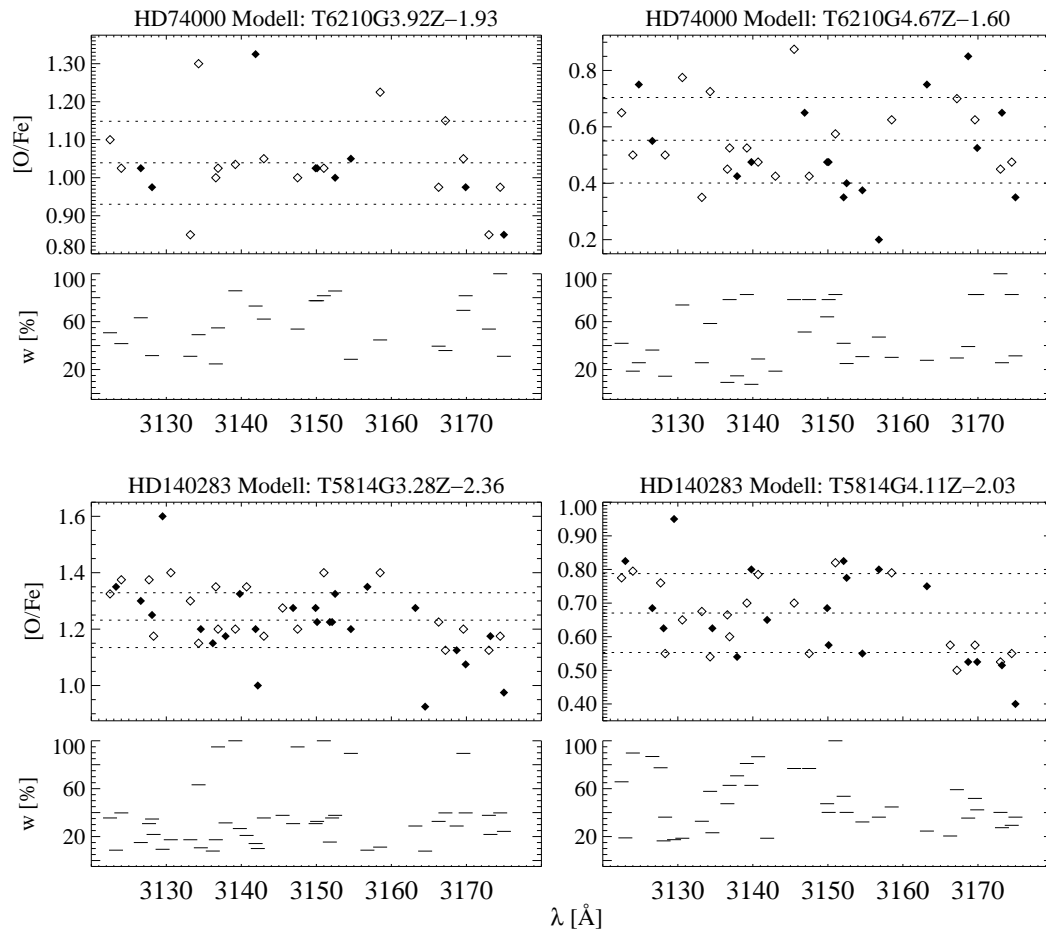 HD74000 Modell: T6210G3.92Z−1.93
HD74000 Modell: T6210G4.67Z−1.60
[O/Fe]
1.30
1.20
1.10
1.00
0.90
0.80
0.8
0.6
0.4
0.2
w [%]
100
60
20
100
60
20
3130 3140 3150 3160 3170
3130 3140 3150 3160 3170
HD140283 Modell: T5814G3.28Z−2.36
HD140283 Modell: T5814G4.11Z−2.03
[O/Fe]
1.6
1.4
1.2
1.0
1.00
0.90
0.80
0.70
0.60
0.50
0.40
w [%]
100
60
20
100
60
20
3130 3140 3150 3160 3170
3130 3140 3150 3160 3170
λ [Å]